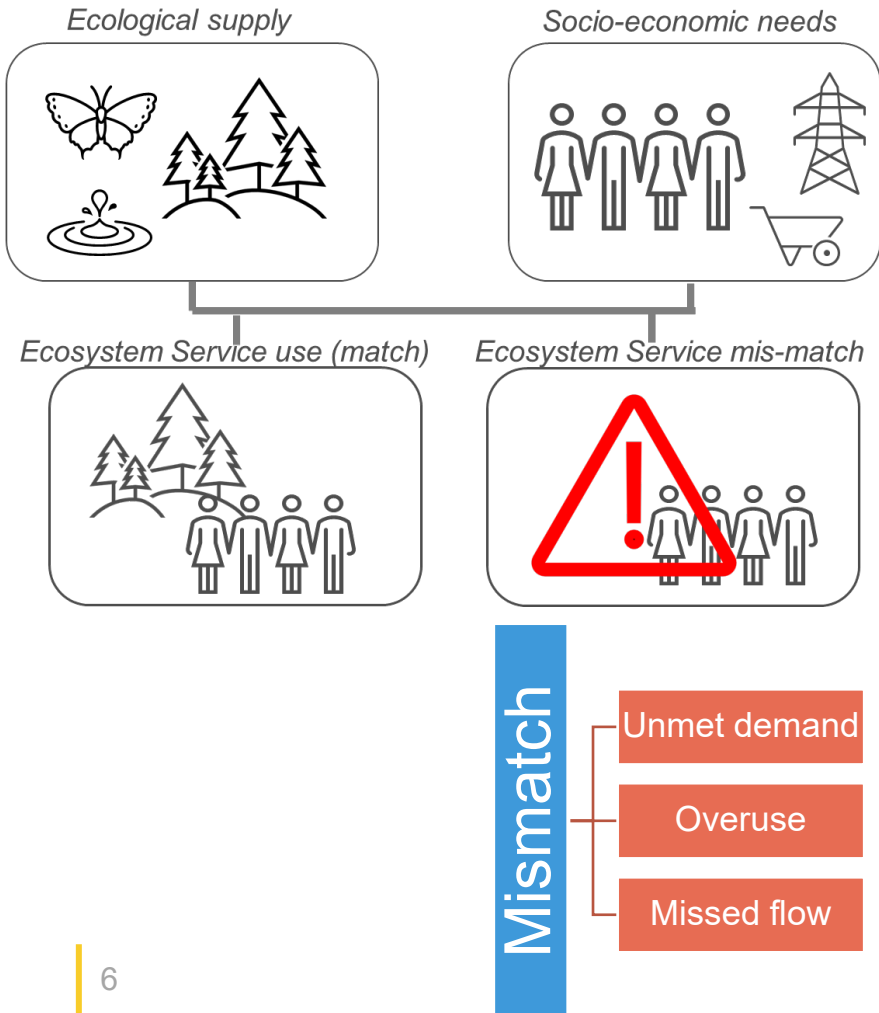 Ecological supply
Socio-economic needs
Ecosystem Service use (match)
Ecosystem Service mis-match
Mismatch
Unmet demand
Overuse
Missed flow
6